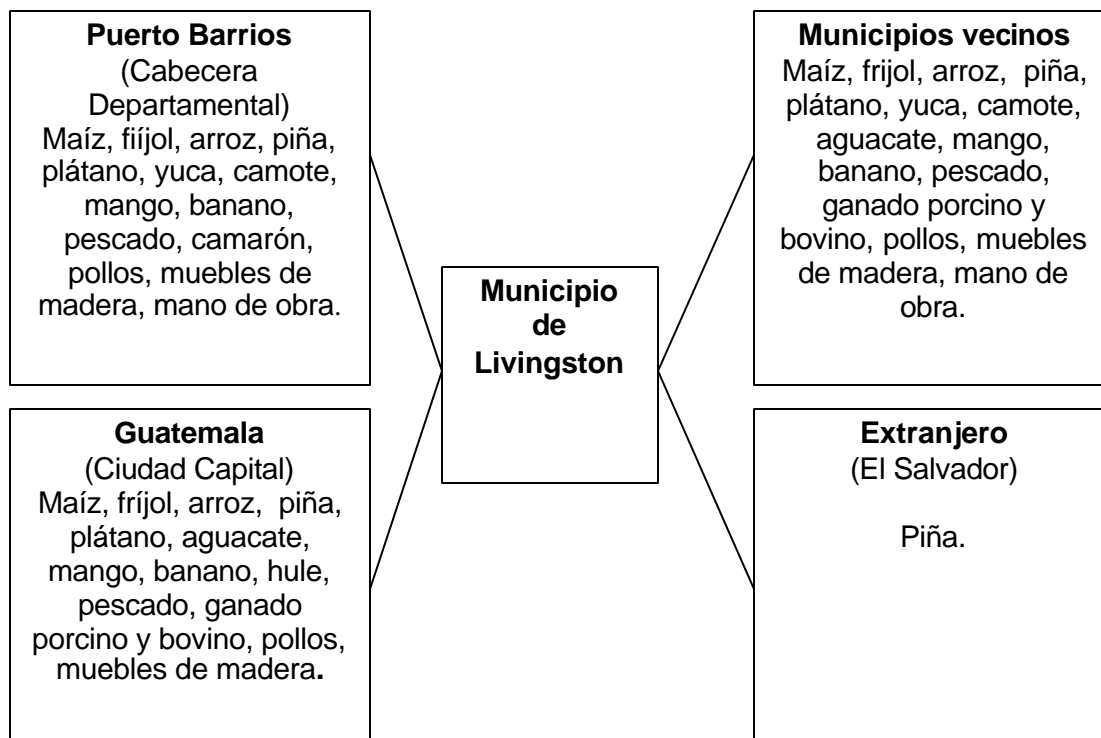 Puerto Barrios
(Cabecera
Departamental)
Maíz, fiíjol, arroz, piña,
plátano, yuca, camote,
mango, banano,
pescado, camarón,
pollos, muebles de
madera, mano de obra.
Municipios vecinos
Maíz, frijol, arroz, piña,
plátano, yuca, camote,
aguacate, mango,
banano, pescado,
ganado porcino y
bovino, pollos, muebles
de madera, mano de
obra.
Municipio
de
Livingston
Guatemala
(Ciudad Capital)
Maíz, fríjol, arroz, piña,
plátano, aguacate,
mango, banano, hule,
pescado, ganado
porcino y bovino, pollos,
muebles de madera.
Extranjero
(El Salvador)
Piña.